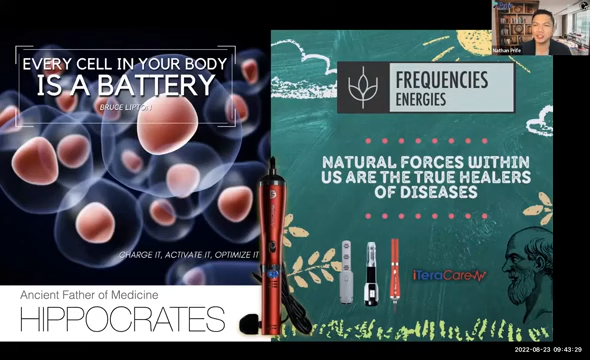 EVERY CELL IN YOUR BODY
IS A BATTERY
BRUCE LIPTON
CHARGE IT, ACTIVATE IT, OPTIMIZE IT
Ancient Father of Medicine
HIPPOCRATES
FREQUENCIES
ENERGIES
NATURAL FORCES WITHIN
US ARE THE TRUE HEALERS
OF DISEASES
iTeraCare
Nathan Prife
2022-08-23 09:43:29